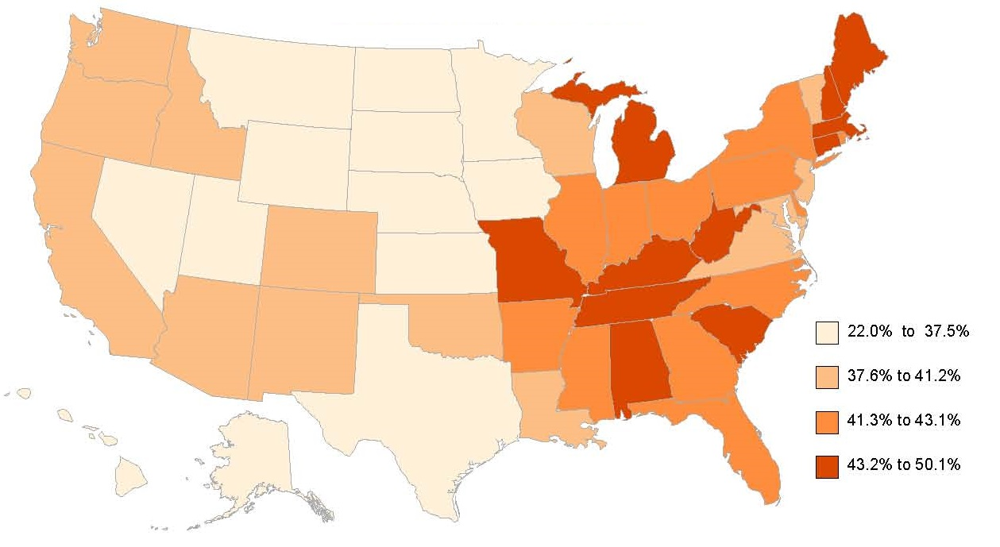 22.0% to 37.5%
37.6% to 41.2%
41.3% to 43.1%
43.2% to 50.1%